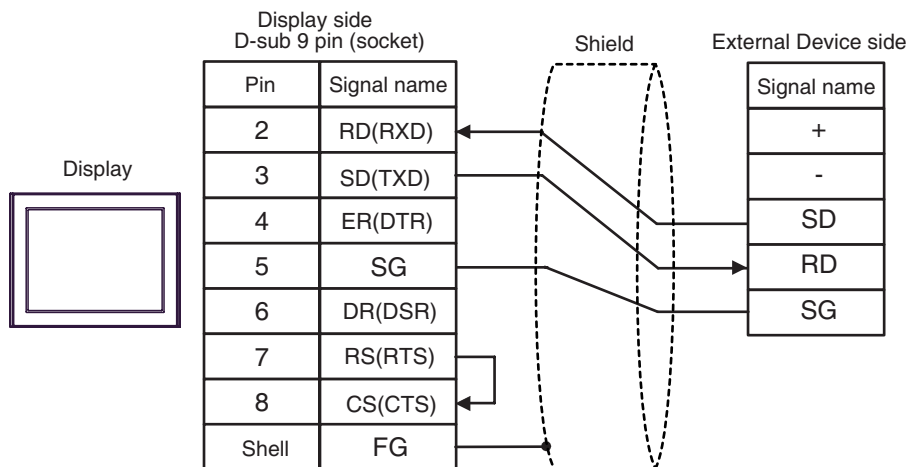 Display side
D-sub 9 pin (socket)
Shield
External Device side
Pin Signal name
Signal name
2 RD(RXD)
+
3 SD(TXD)
-
Display
4 ER(DTR)
SD
5 SG
RD
6 DR(DSR)
SG
7 RS(RTS)
8 CS(CTS)
Shell FG